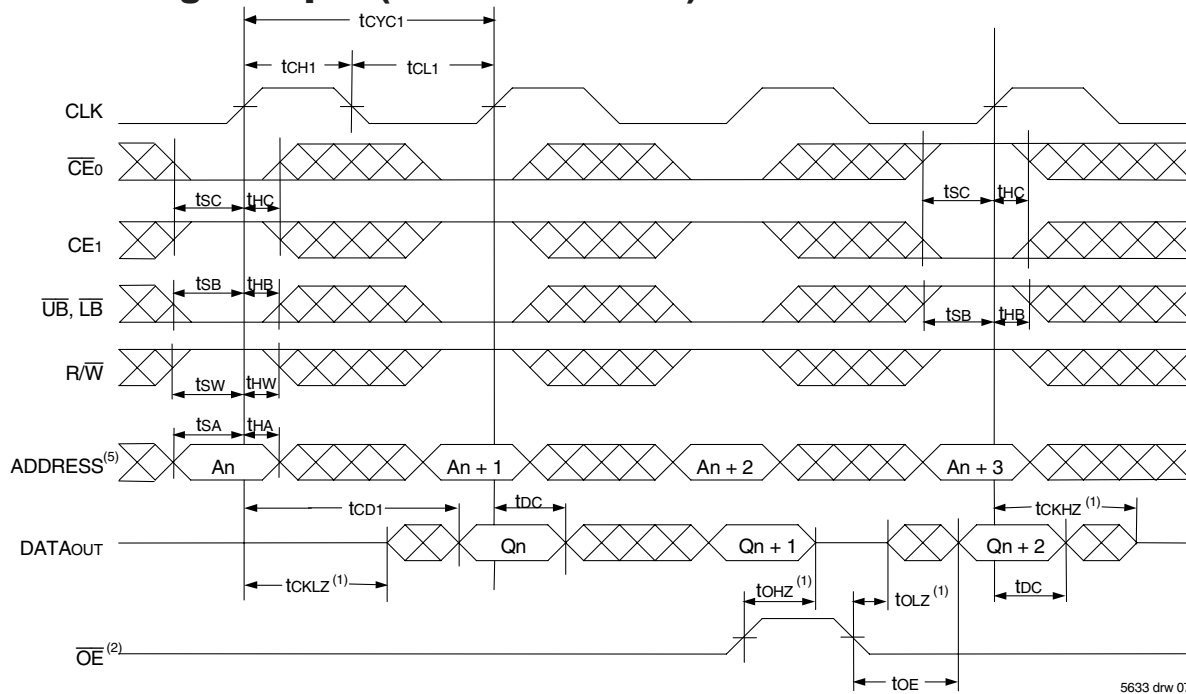 tCYC1
tCH1
tCL1
CLK
CE0
tSC
tHC
tSC
tHC
CE1
tSB
tHB
UB, LB
tSB
tHB
R/W
tSW
tHW
tSA
tHA
ADDRESS(5)
An
An + 1
An + 2
An + 3
tCD1
tDC
tCKHZ (1)
DATAOUT
Qn
Qn + 1
Qn + 2
tCKLZ (1)
tOHZ (1)
tOLZ (1)
tDC
OE (2)
tOE
5633 drw 07